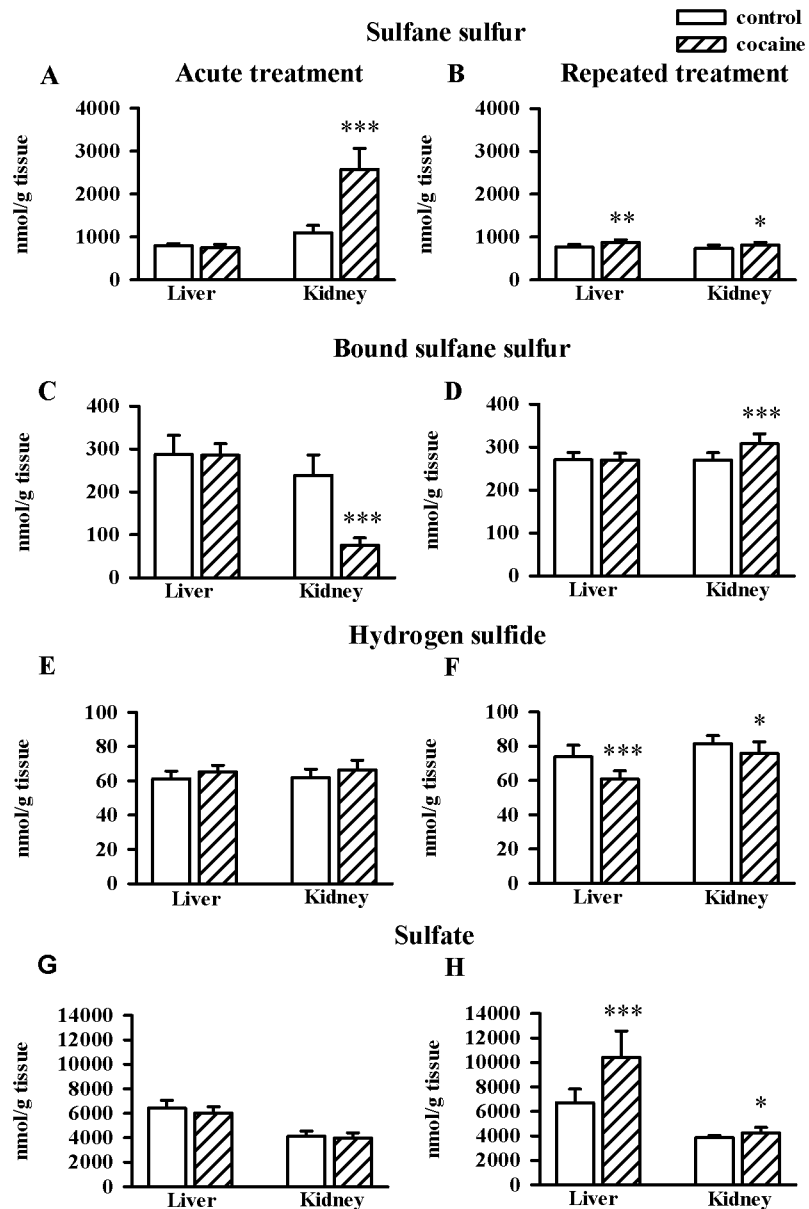 Sulfane sulfur
control
cocaine
A
Acute treatment
B
Repeated treatment
nmol/g tissue
4000
3000
2000
1000
0
***
Liver
Kidney
nmol/g tissue
4000
3000
2000
1000
0
**
*
Liver
Kidney
Bound sulfane sulfur
C
D
nmol/g tissue
400
300
200
100
0
***
Liver
Kidney
nmol/g tissue
400
300
200
100
0
***
Liver
Kidney
Hydrogen sulfide
E
F
nmol/g tissue
100
80
60
40
20
0
Liver
Kidney
nmol/g tissue
100
80
60
40
20
0
***
*
Liver
Kidney
Sulfate
G
H
nmol/g tissue
14000
12000
10000
8000
6000
4000
2000
0
Liver
Kidney
nmol/g tissue
14000
12000
10000
8000
6000
4000
2000
0
***
*
Liver
Kidney